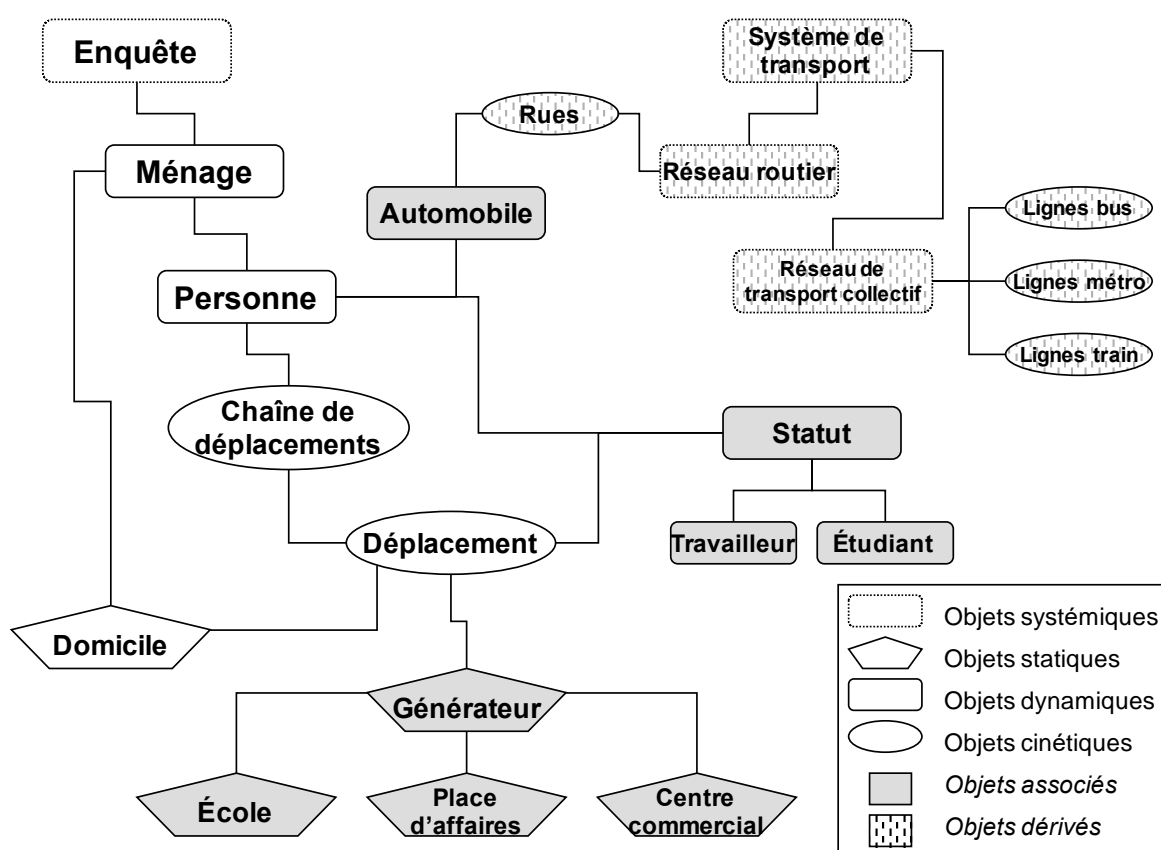 Enquête
Système de
transport
Rues
Ménage
Réseau routier
Automobile
Lignes bus
Réseau de
transport collectif
Lignes métro
Personne
Lignes train
Chaîne de
déplacements
Statut
Déplacement
Travailleur
Étudiant
Domicile
Générateur
École
Place
d'affaires
Centre
commercial
Objets systémiques
Objets statiques
Objets dynamiques
Objets cinétiques
Objets associés
Objets dérivés